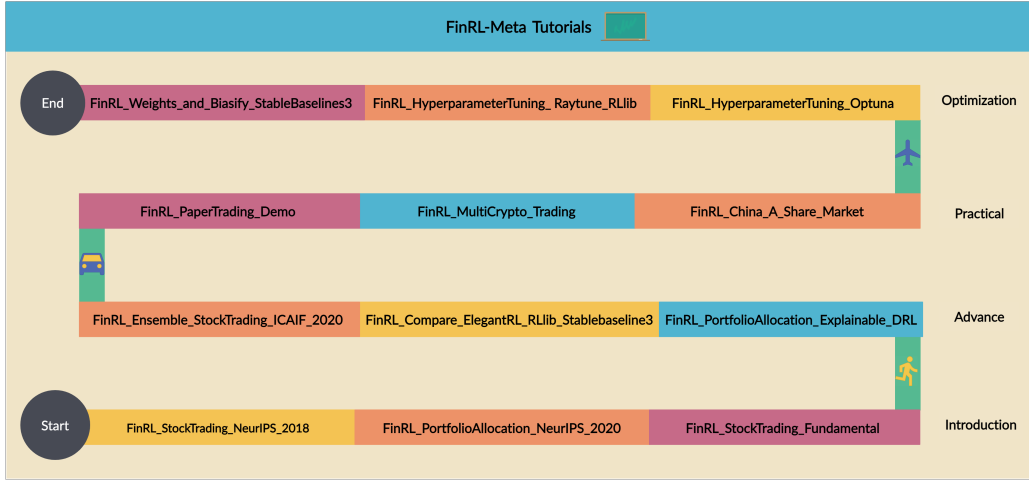 FinRL-Meta Tutorials
End
FinRL_Weights_and_Biasify_StableBaselines3
FinRL_HyperparameterTuning_ Raytune_RLlib
FinRL_HyperparameterTuning_Optuna
Optimization
FinRL_PaperTrading_Demo
FinRL_MultiCrypto_Trading
FinRL_China_A_Share_Market
Practical
FinRL_Ensemble_StockTrading_ICAIF_2020
FinRL_Compare_ElegantRL_RLlib_Stablebaseline3
FinRL_PortfolioAllocation_Explainable_DRL
Advance
Start
FinRL_StockTrading_NeurIPS_2018
FinRL_PortfolioAllocation_NeurIPS_2020
FinRL_StockTrading_Fundamental
Introduction